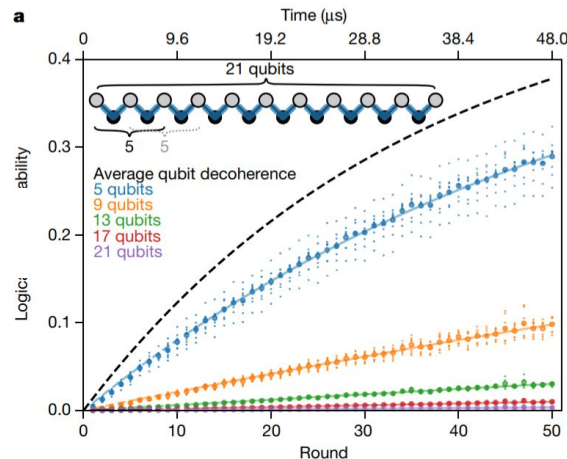 a
Time (μs)
0 9.6 19.2 28.8 38.4 48.0
0.4
21 qubits
5 5
0.3
ability
Average qubit decoherence
5 qubits
9 qubits
13 qubits
17 qubits
21 qubits
0.2
0.1
0.0
0 10 20 30 40 50
Round